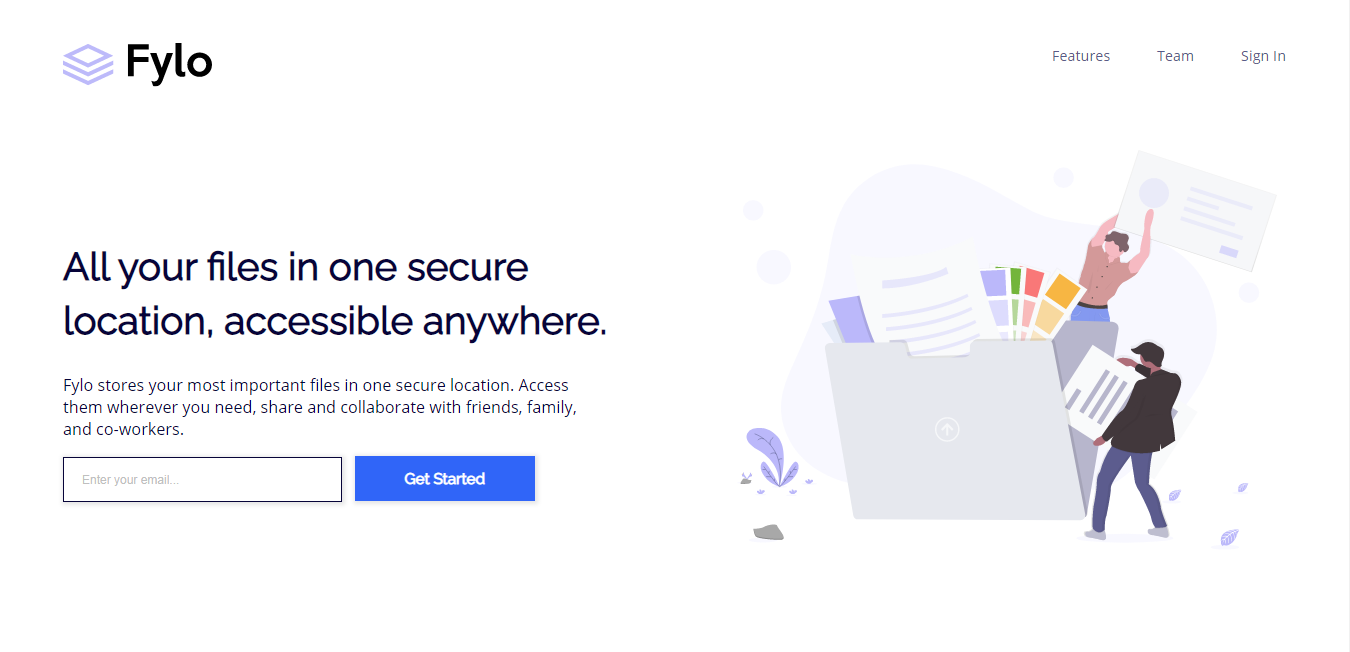 Fylo
Features
Team
Sign In
All your files in one secure
location, accessible anywhere.
Fylo stores your most important files in one secure location. Access
them wherever you need, share and collaborate with friends, family,
and co-workers.
Enter your email...
Get Started